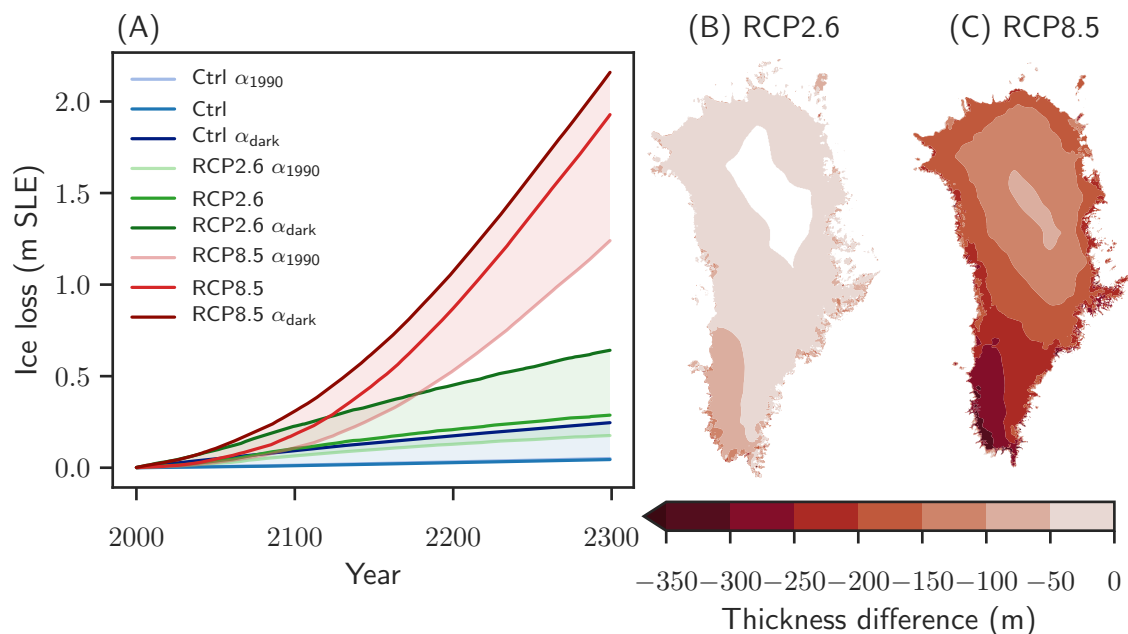 (A)
(B) RCP2.6
(C) RCP8.5
Ice loss (m SLE)
2.0
1.5
1.0
0.5
0.0
Ctrl α1990
Ctrl
Ctrl αdark
RCP2.6 α1990
RCP2.6
RCP2.6 αdark
RCP8.5 α1990
RCP8.5
RCP8.5 αdark
2000 2100 2200 2300
Year
−350 −300 −250 −200 −150 −100 −50 0
Thickness difference (m)